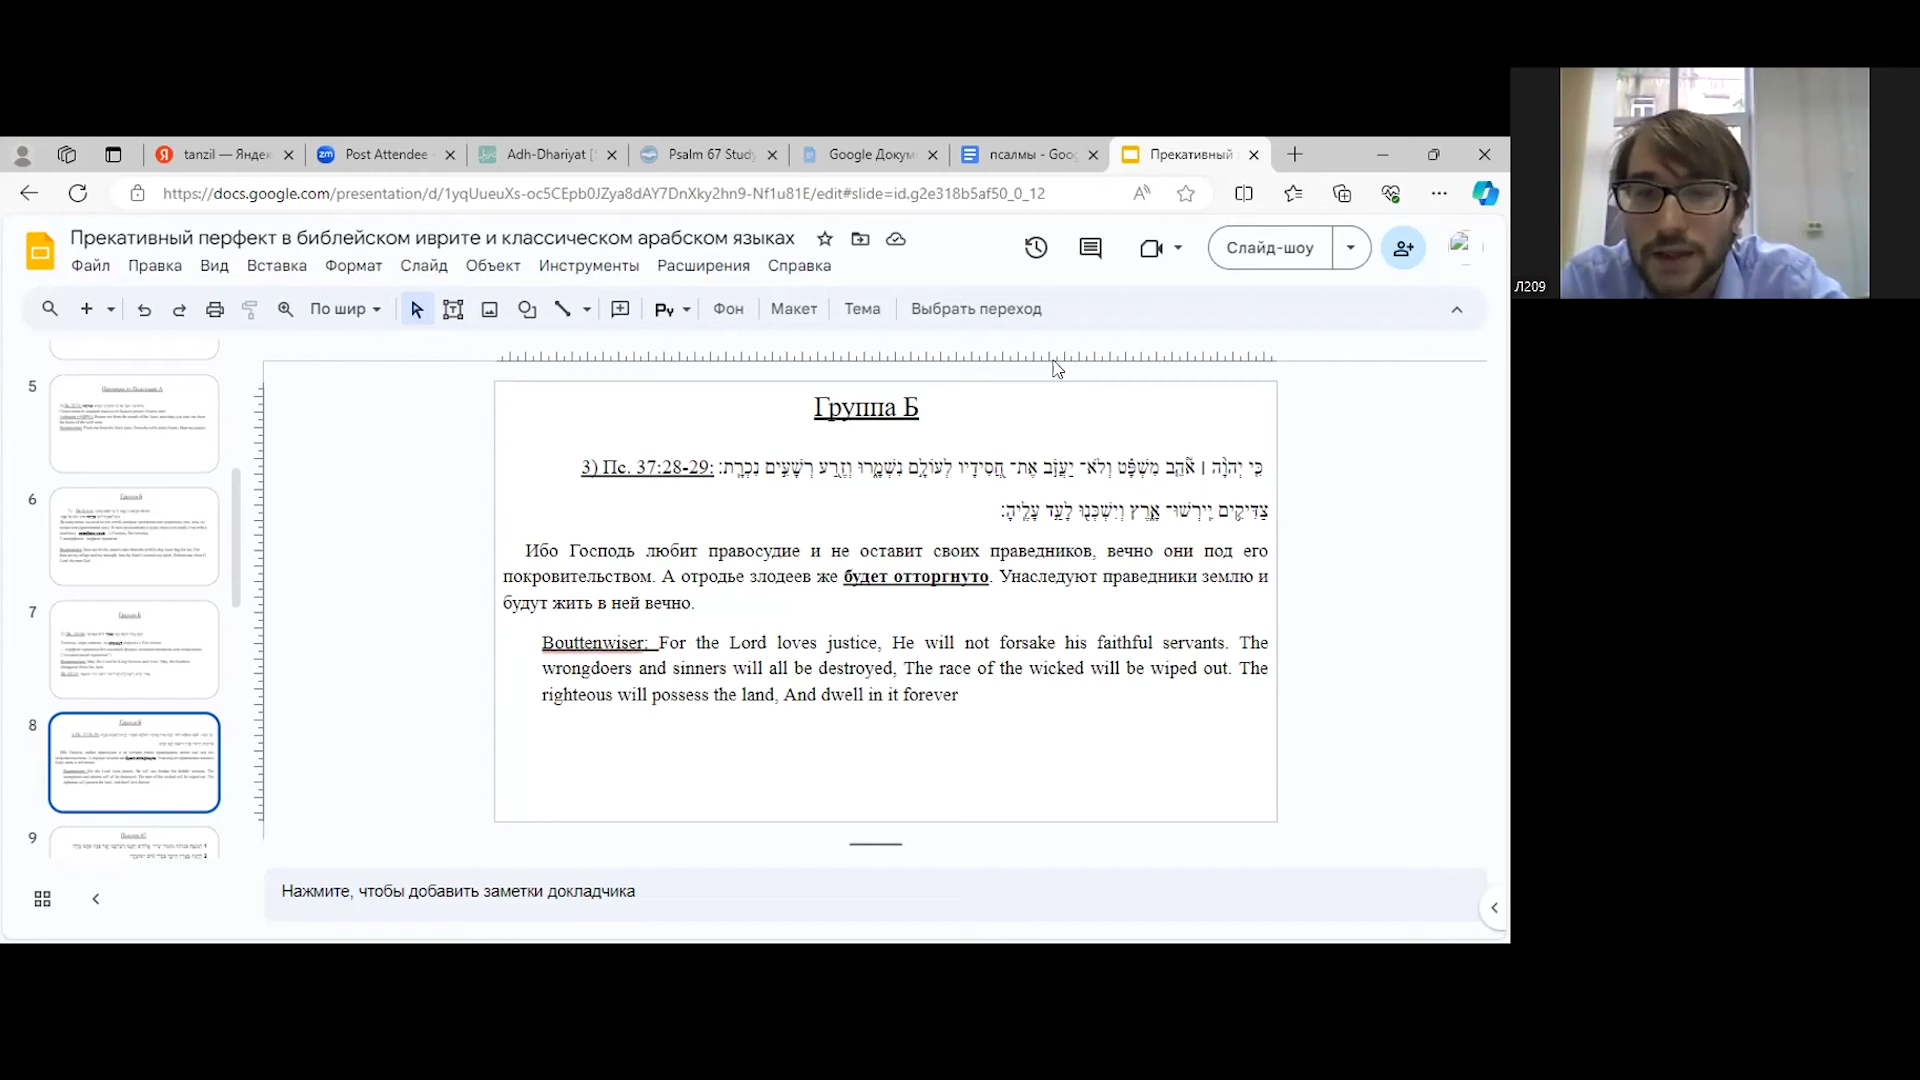 tanzil — Яндек
Post Attendee -
Adh-Dhariyat [
Psalm 67 Stud
Google Докум
псалмы - Goog
Прекативный
https://docs.google.com/presentation/d/1yqUueuXs-oc5CEpb0JZya8dAY7DnXky2hn9-Nf1u81E/edit#slide=id.g2e318b5af50_0_12
Прекативный перфект в библейском иврите и классическом арабском языках
Файл Правка Вид Вставка Формат Слайд Объект Инструменты Расширения Справка
Слайд-шоу
По шир
Фон Макет Тема Выбрать переход
Л209
5
6
7
8
9
Группа Б
3) Пс. 37:28-29: כִּ֤י יְהוָ֨ה ׀ אֹ֘הֵ֤ב מִשְׁפָּ֗ט וְלֹא־ יַעֲזֹ֣ב אֶת־ חֲ֭סִידָיו לְעוֹלָ֣ם נִשְׁמָ֑רוּ וְזֶ֖רַע רְשָׁעִ֣ים נִכְרָֽת׃
צַדִּיקִ֥ים יִֽירְשׁוּ־ אָ֑רֶץ וְיִשְׁכְּנ֖וּ לָעַ֣ד עָלֶֽיהָ׃
Ибо Господь любит правосудие и не оставит своих праведников, вечно они под его
покровительством. А отродье злодеев же будет отторгнуто. Унаследуют праведники землю и
будут жить в ней вечно.
Bouttenwiser: For the Lord loves justice, He will not forsake his faithful servants. The
wrongdoers and sinners will all be destroyed, The race of the wicked will be wiped out. The
righteous will possess the land, And dwell in it forever
Нажмите, чтобы добавить заметки докладчика